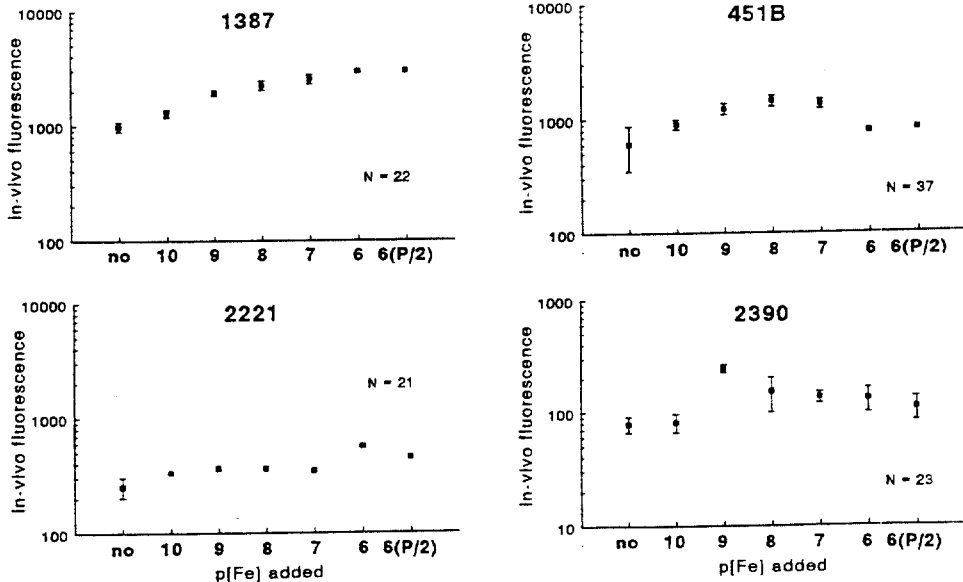 1387
10000
1000
100
In-vivo fluorescence
N = 22
no 10 9 8 7 6 6(P/2)
451B
10000
1000
100
In-vivo fluorescence
N = 37
no 10 9 8 7 6 6(P/2)
2221
10000
1000
100
In-vivo fluorescence
N = 21
no 10 9 8 7 6 6(P/2)
p[Fe] added
2390
1000
100
10
In-vivo fluorescence
N = 23
no 10 9 8 7 6 6(P/2)
p[Fe] added